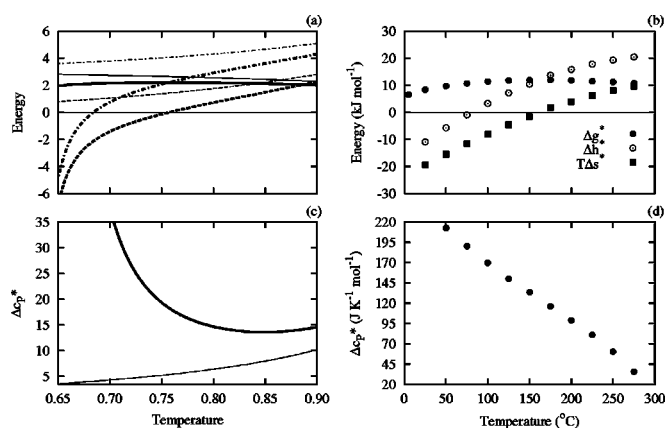 (a)
6
4
2
0
-2
-4
-6
Energy
(b)
30
20
10
0
-10
-20
-30
Energy (kJ mol⁻¹)
Δg*
Δh*
TΔs*
(c)
35
30
25
20
15
10
5
Δcₚ*
0.65 0.70 0.75 0.80 0.85 0.90
Temperature
(d)
220
195
170
145
120
95
70
45
20
Δcₚ* (J K⁻¹ mol⁻¹)
0 50 100 150 200 250 300
Temperature (°C)